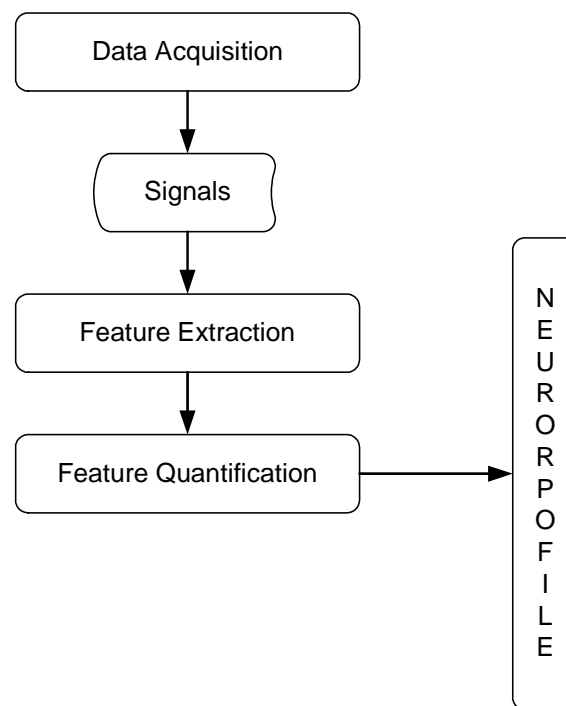 Data Acquisition
Signals
Feature Extraction
Feature Quantification
N
E
U
R
O
R
P
O
F
I
L
E